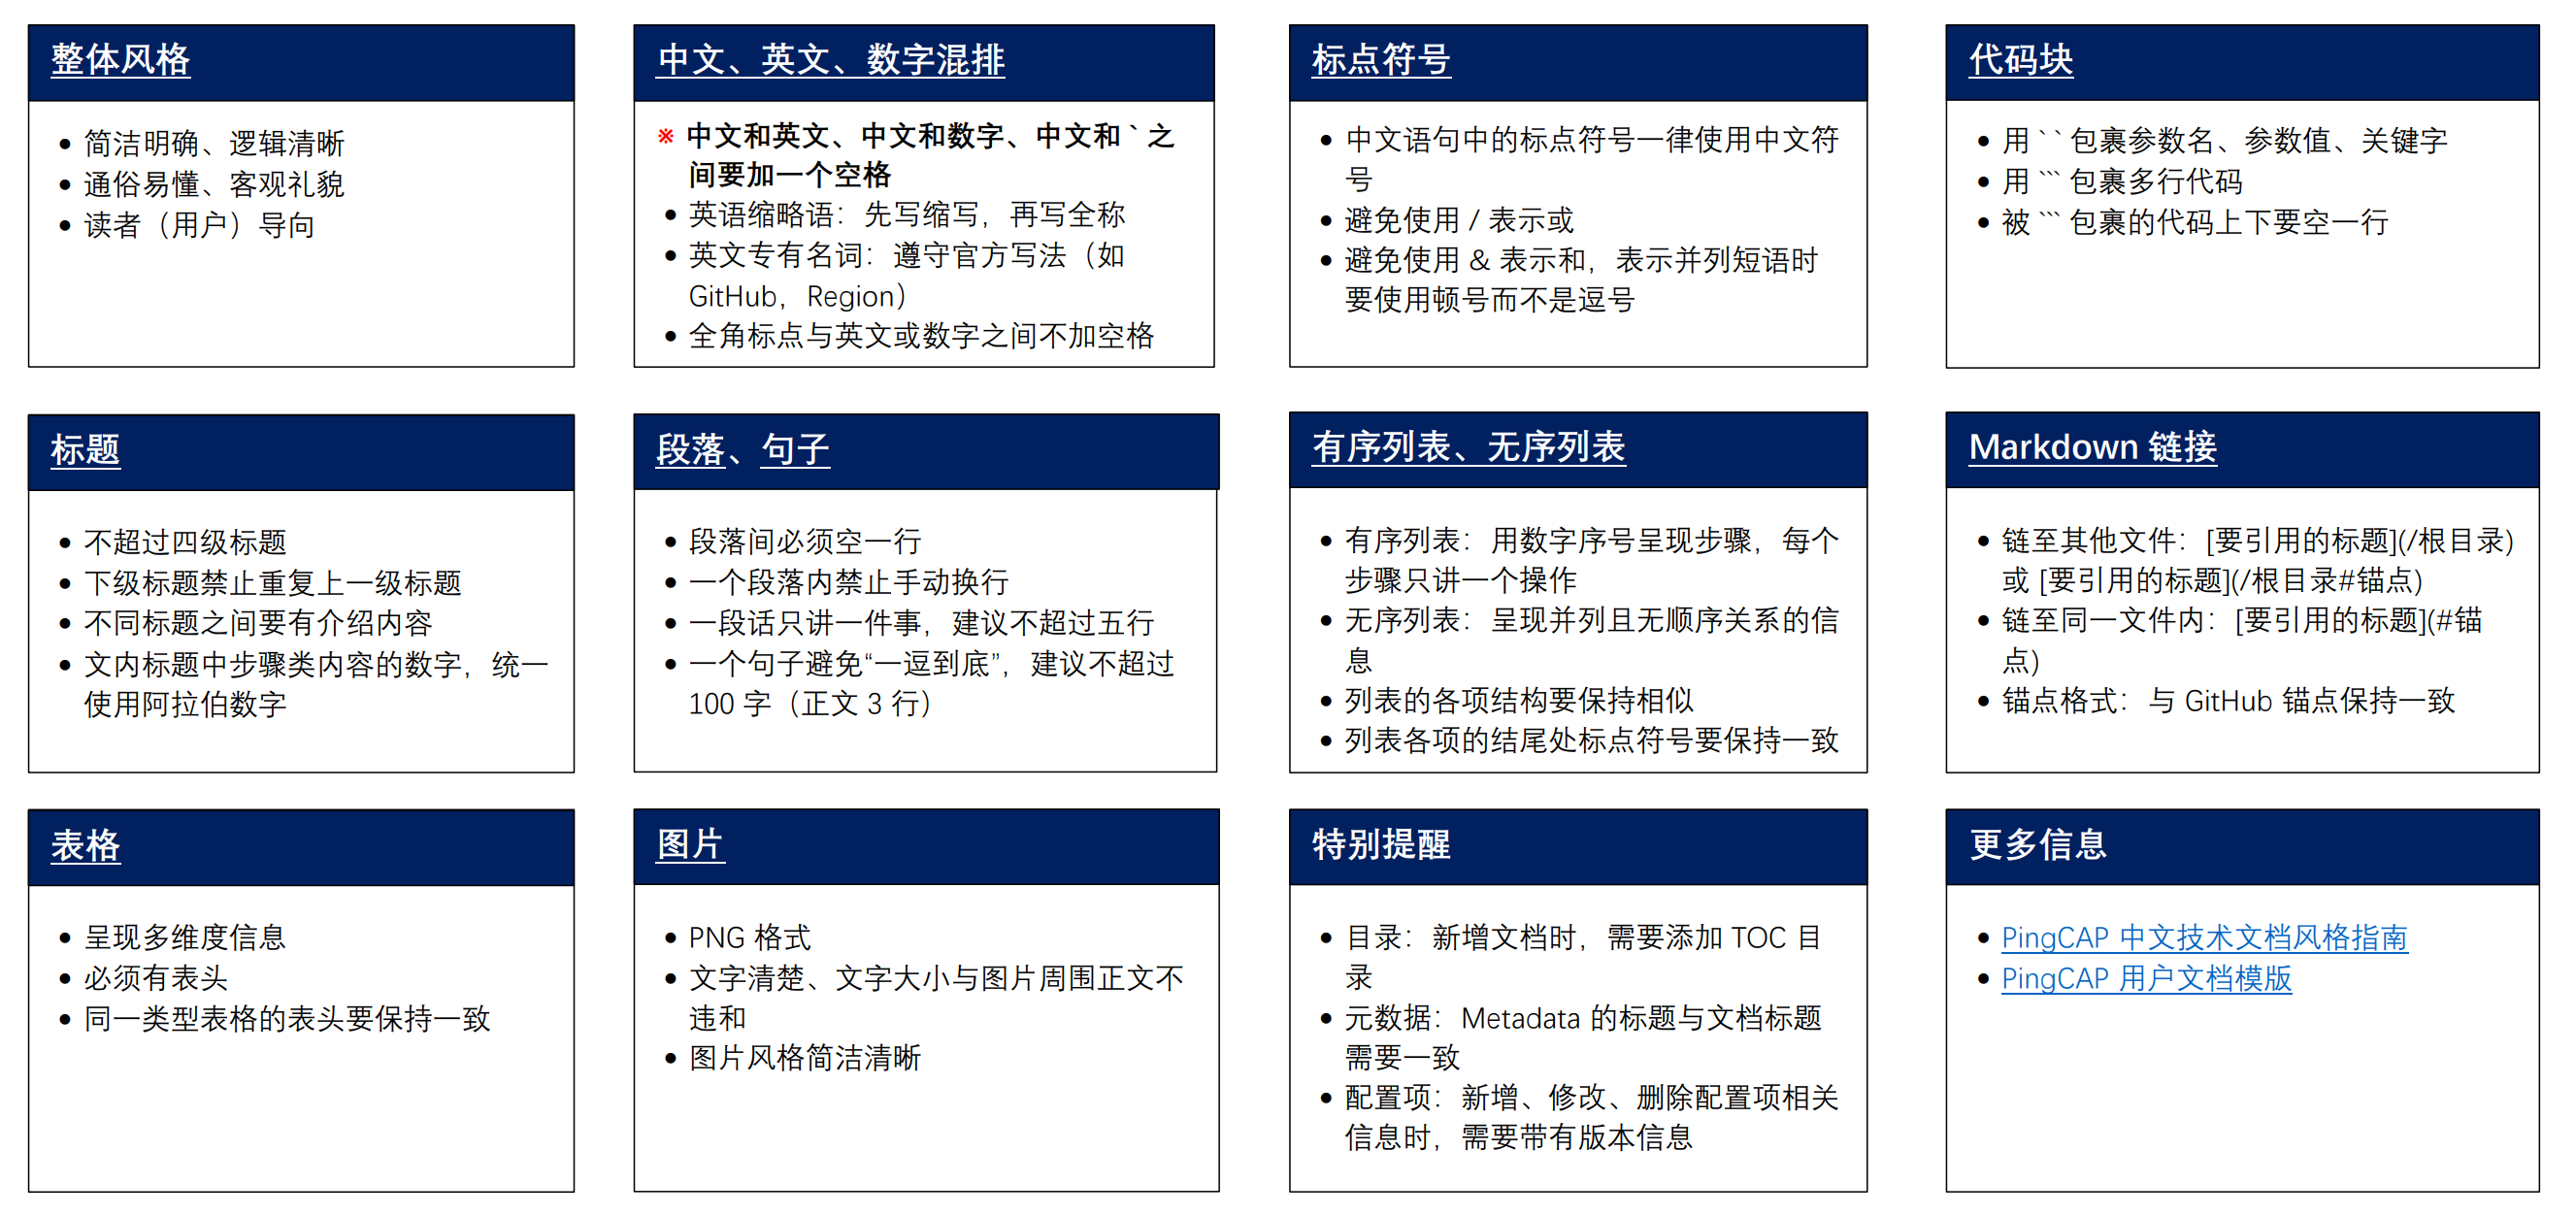 整体风格
• 简洁明确、逻辑清晰
• 通俗易懂、客观礼貌
• 读者（用户）导向
中文、英文、数字混排
※ 中文和英文、中文和数字、中文和 ` 之
间要加一个空格
• 英语缩略语：先写缩写，再写全称
• 英文专有名词：遵守官方写法（如
GitHub，Region）
• 全角标点与英文或数字之间不加空格
标点符号
• 中文语句中的标点符号一律使用中文符
号
• 避免使用 / 表示或
• 避免使用 & 表示和，表示并列短语时
要使用顿号而不是逗号
代码块
• 用 ` ` 包裹参数名、参数值、关键字
• 用 ``` 包裹多行代码
• 被 ``` 包裹的代码上下要空一行
标题
• 不超过四级标题
• 下级标题禁止重复上一级标题
• 不同标题之间要有介绍内容
• 文内标题中步骤类内容的数字，统一
使用阿拉伯数字
段落、句子
• 段落间必须空一行
• 一个段落内禁止手动换行
• 一段话只讲一件事，建议不超过五行
• 一个句子避免“一逗到底”，建议不超过
100 字（正文 3 行）
有序列表、无序列表
• 有序列表：用数字序号呈现步骤，每个
步骤只讲一个操作
• 无序列表：呈现并列且无顺序关系的信
息
• 列表的各项结构要保持相似
• 列表各项的结尾处标点符号要保持一致
Markdown 链接
• 链至其他文件：[要引用的标题](/根目录)
或 [要引用的标题](/根目录#锚点)
• 链至同一文件内：[要引用的标题](#锚
点)
• 锚点格式：与 GitHub 锚点保持一致
表格
• 呈现多维度信息
• 必须有表头
• 同一类型表格的表头要保持一致
图片
• PNG 格式
• 文字清楚、文字大小与图片周围正文不
违和
• 图片风格简洁清晰
特别提醒
• 目录：新增文档时，需要添加 TOC 目
录
• 元数据：Metadata 的标题与文档标题
需要一致
• 配置项：新增、修改、删除配置项相关
信息时，需要带有版本信息
更多信息
• PingCAP 中文技术文档风格指南
• PingCAP 用户文档模版